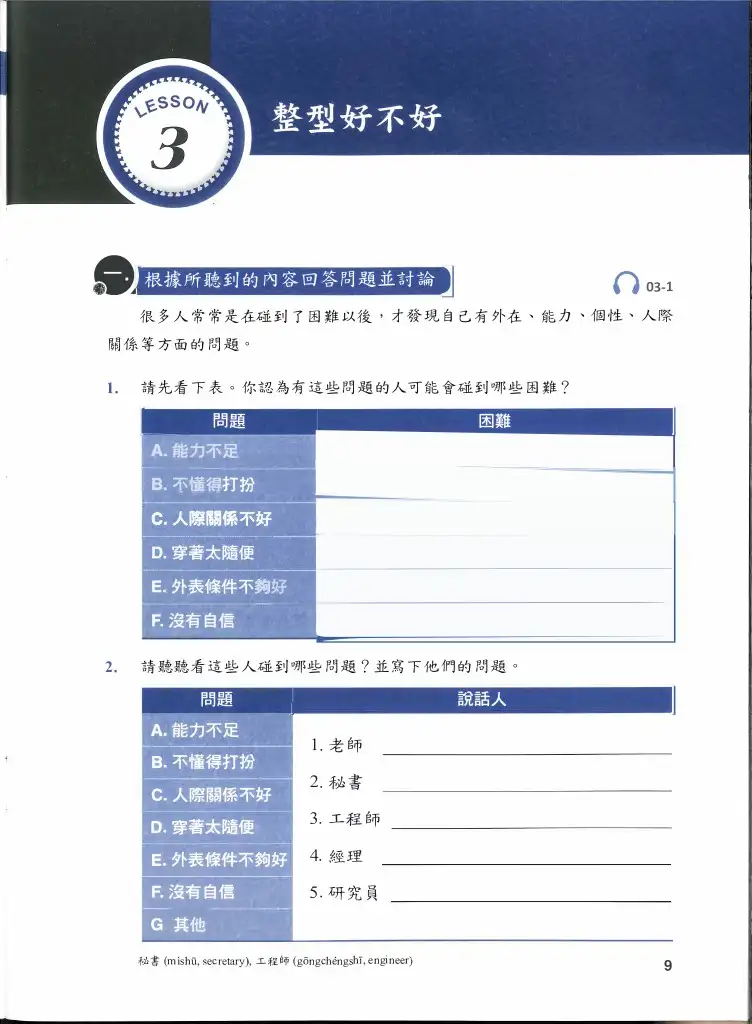 LESSON
3
整型好不好
一.
根據所聽到的內容回答問題並討論
03-1
很多人常常是在碰到了困難以後，才發現自己有外在、能力、個性、人際
關係等方面的問題。
1. 請先看下表。你認為有這些問題的人可能會碰到哪些困難？
問題 困難
A. 能力不足
B. 不懂得打扮
C. 人際關係不好
D. 穿著太隨便
E. 外表條件不夠好
F. 沒有自信
2. 請聽聽看這些人碰到哪些問題？並寫下他們的問題。
問題 說話人
A. 能力不足
B. 不懂得打扮
C. 人際關係不好
D. 穿著太隨便
E. 外表條件不夠好
F. 沒有自信
G 其他
1. 老師
2. 秘書
3. 工程師
4. 經理
5. 研究員
秘書 (mìshū, secretary), 工程師 (gōngchéngshī, engineer)
9